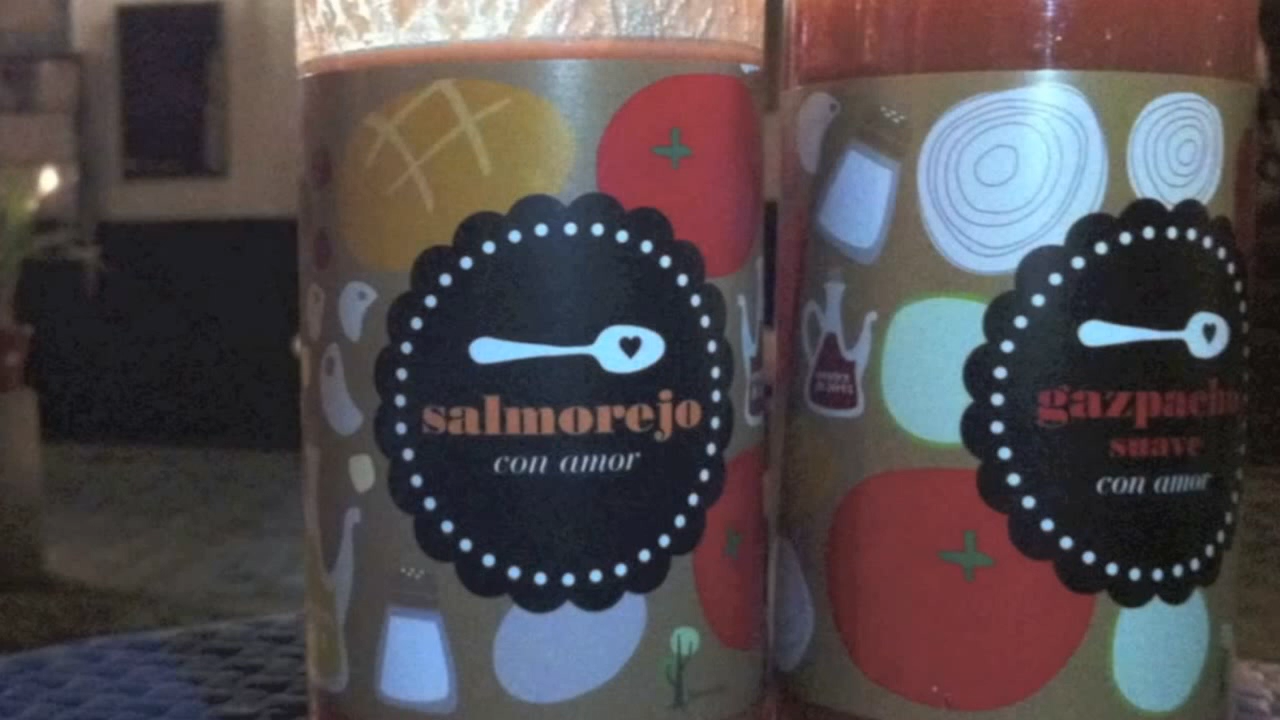 salmorejo
con amor
gazpacho
suave
con amor